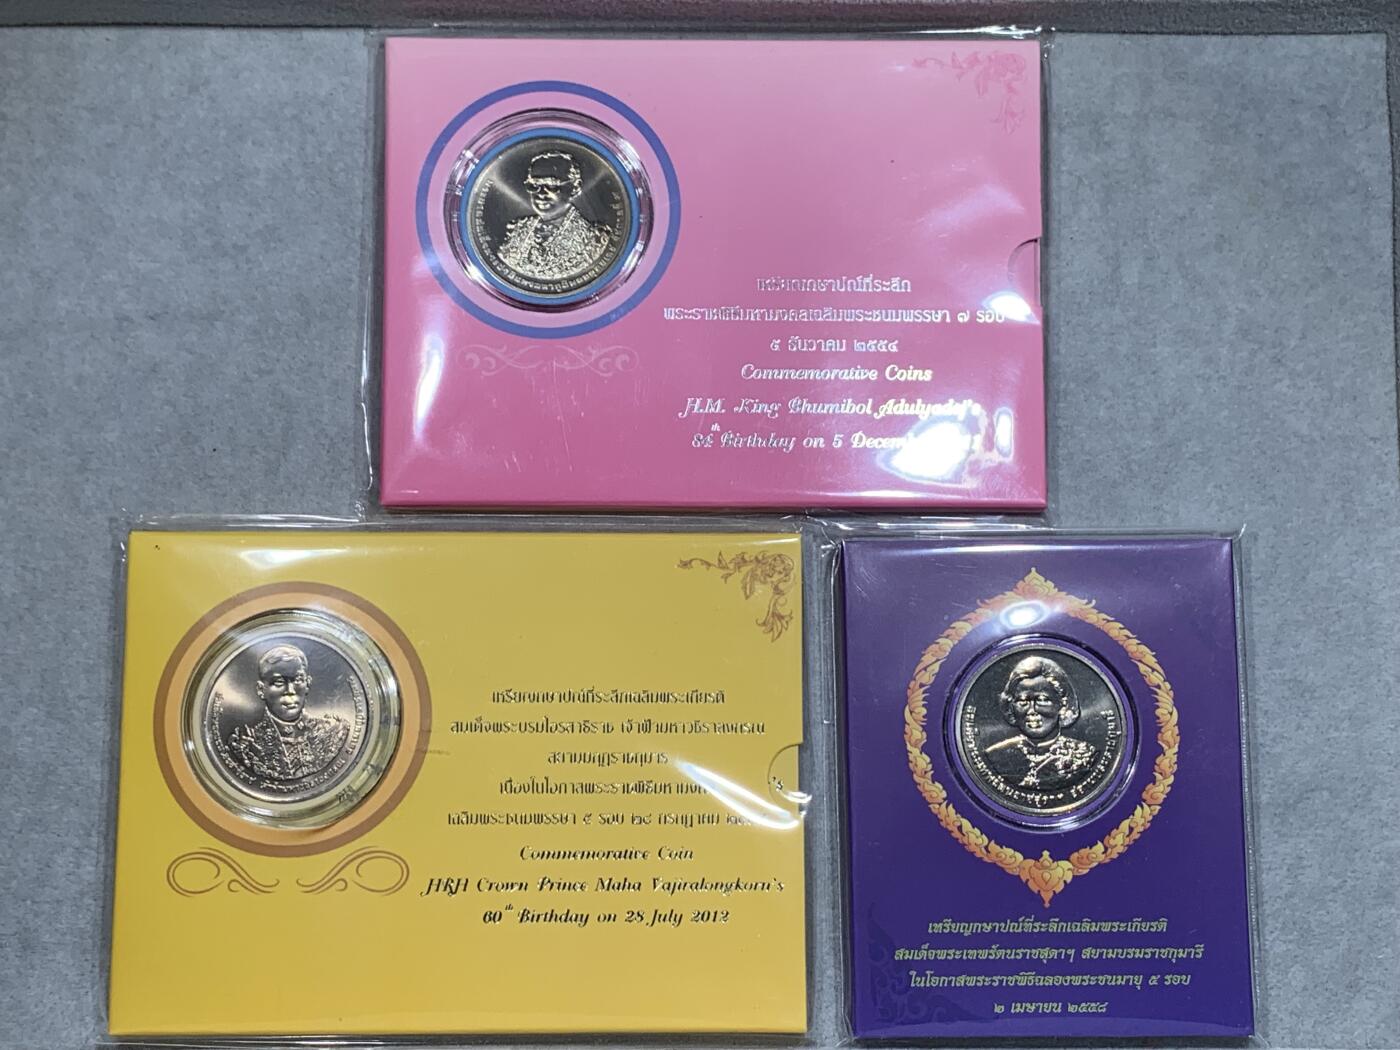 เหรียญกษาปณ์ที่ระลึก
พระราชพิธีมหามงคลเฉลิมพระชนมพรรษา ๗ รอบ
๕ ธันวาคม ๒๕๕๔
Commemorative Coins
H.M. King Bhumibol Adulyadej's
84th Birthday on 5
เหรียญกษาปณ์ที่ระลึกเฉลิมพระเกียรติ
สมเด็จพระบรมโอรสาธิราช เจ้าฟ้ามหาวชิราลงกรณ
สยามมกุฎราชกุมาร
เนื่องในโอกาสพระราชพิธีมหามงคล
เฉลิมพระชนมพรรษา ๕ รอบ ๒๘ กรกฎาคม
Commemorative Coin
HRH Crown Prince Maha Vajiralongkorn's
60th Birthday on 28 July 2012
เหรียญกษาปณ์ที่ระลึกเฉลิมพระเกียรติ
สมเด็จพระเทพรัตนราชสุดาฯ สยามบรมราชกุมารี
ในโอกาสพระราชพิธีฉลองพระชนมายุ ๕ รอบ
๒ เมษายน ๒๕๕๘